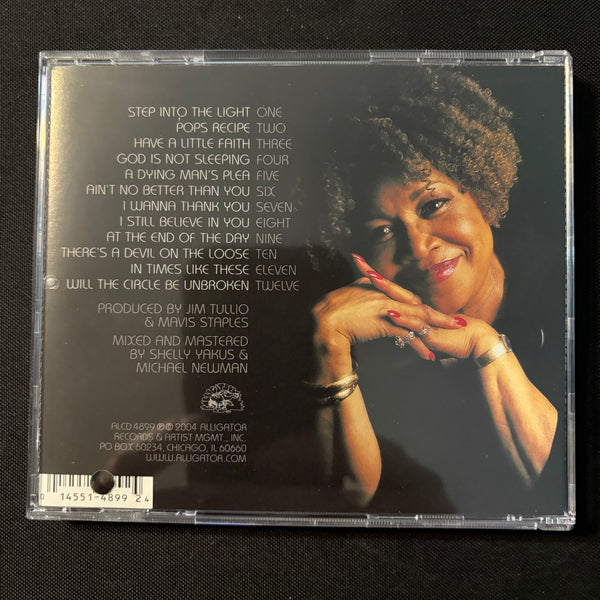 STEP INTO THE LIGHT ONE
POPS RECIPE TWO
HAVE A LITTLE FAITH THREE
GOD IS NOT SLEEPING FOUR
A DYING MAN'S PLEA FIVE
AIN'T NO BETTER THAN YOU SIX
I WANNA THANK YOU SEVEN
I STILL BELIEVE IN YOU EIGHT
AT THE END OF THE DAY NINE
THERE'S A DEVIL ON THE LOOSE TEN
IN TIMES LIKE THESE ELEVEN
WILL THE CIRCLE BE UNBROKEN TWELVE
PRODUCED BY JIM TULLIO
& MAVIS STAPLES
MIXED AND MASTERED
BY SHELLY YAKUS &
MICHAEL NEWMAN
ALCD 4899 ℗© 2004 ALLIGATOR
RECORDS & ARTIST MGMT., INC.
PO BOX 60234, CHICAGO, IL 60660
WWW.ALLIGATOR.COM
0 14551-4899 2 4